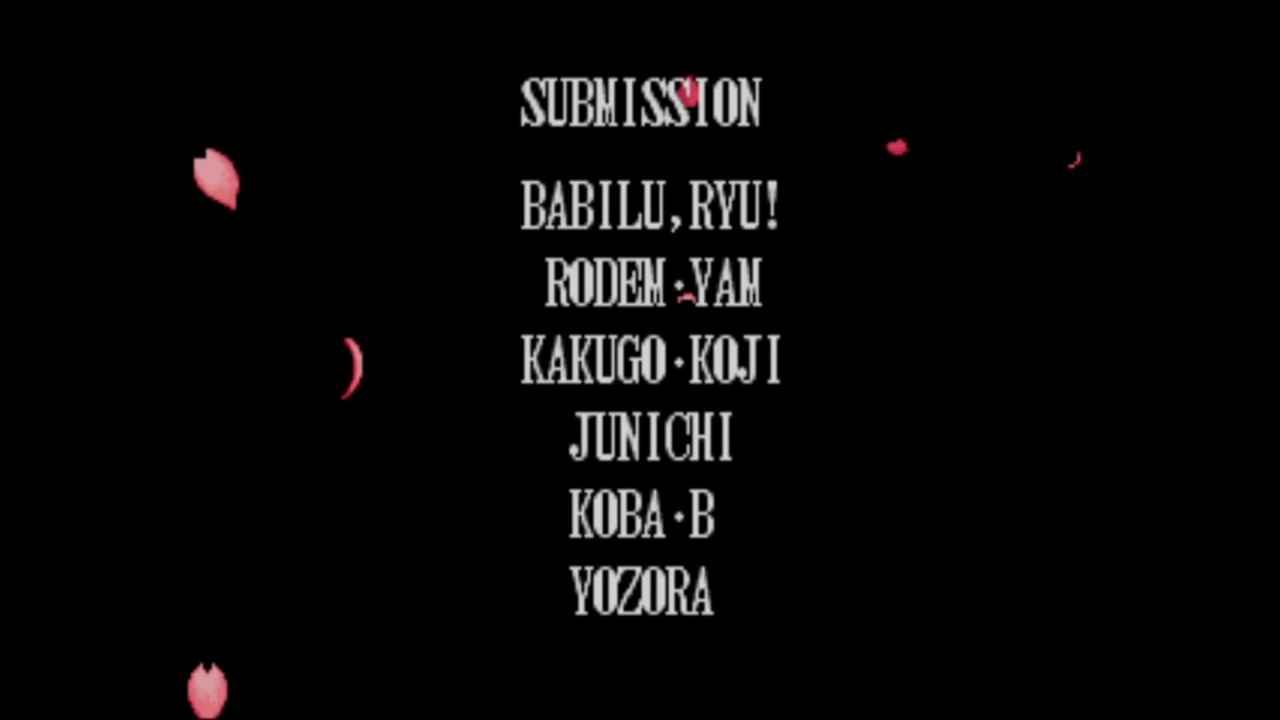 SUBMISSION
BABILU,RYU!
RODEM·YAM
KAKUGO·KOJI
JUNICHI
KOBA·B
YOZORA